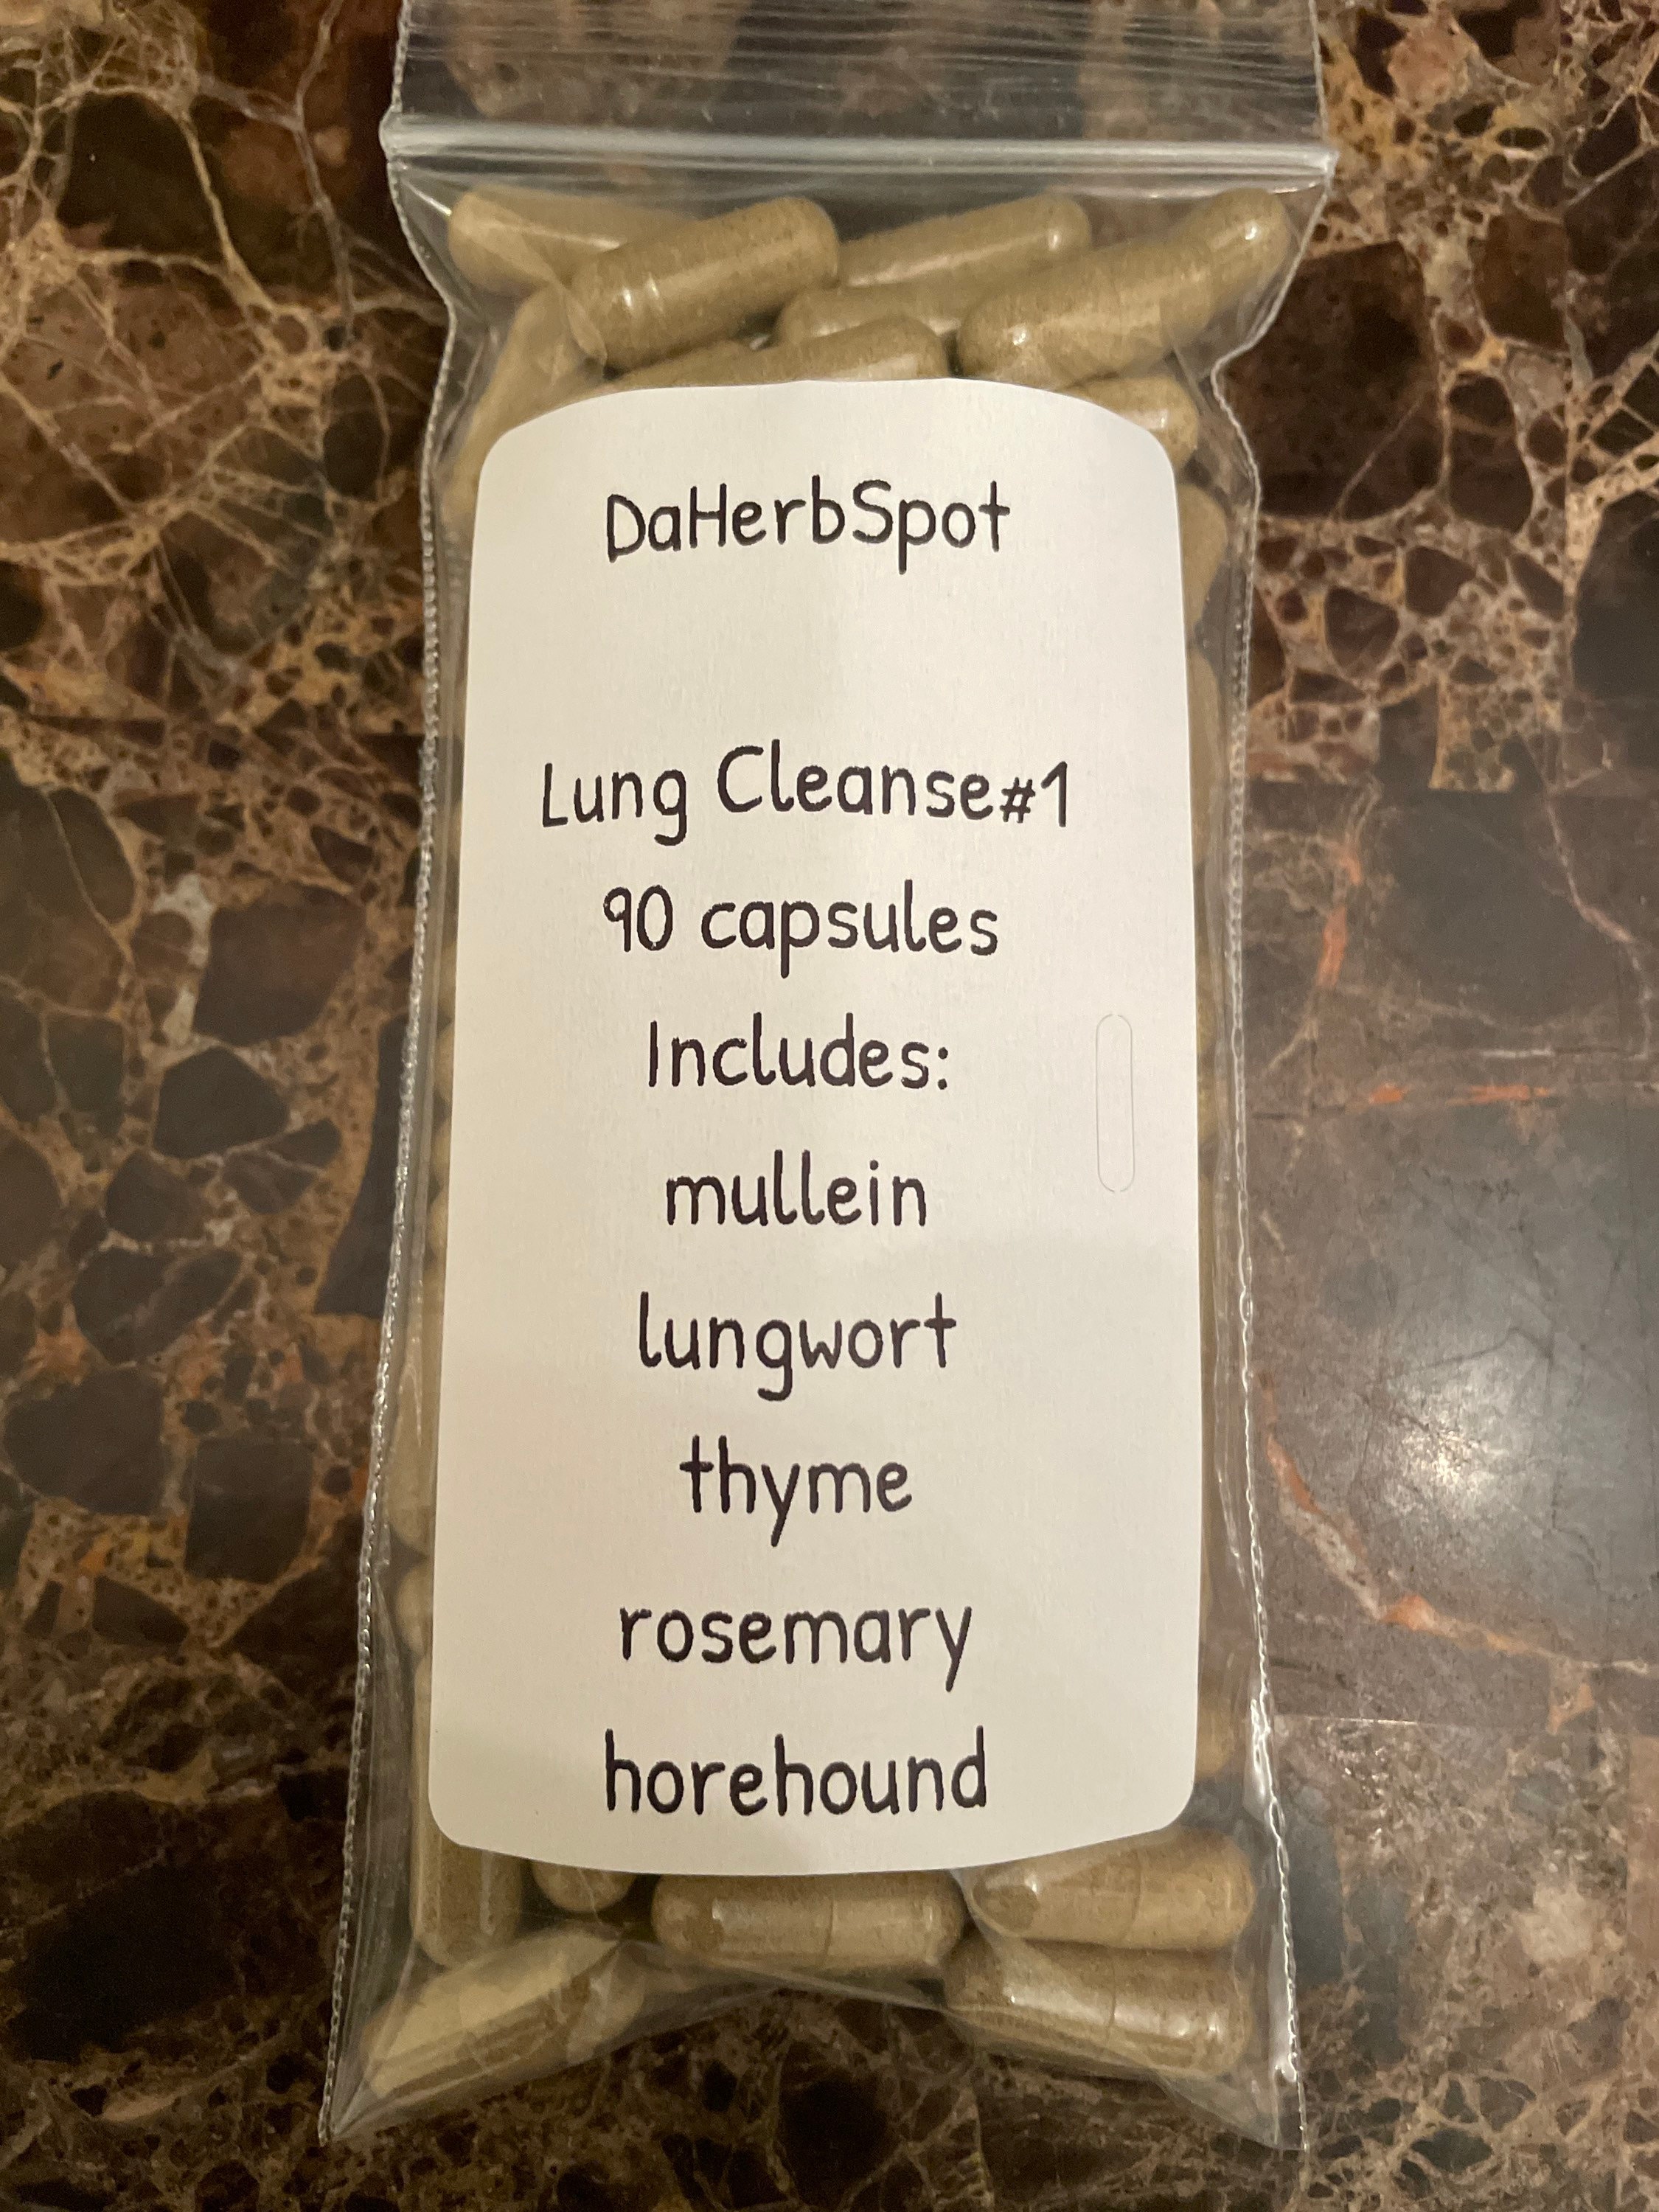 DaHerbSpot
Lung Cleanse#1
90 capsules
Includes:
mullein
lungwort
thyme
rosemary
horehound